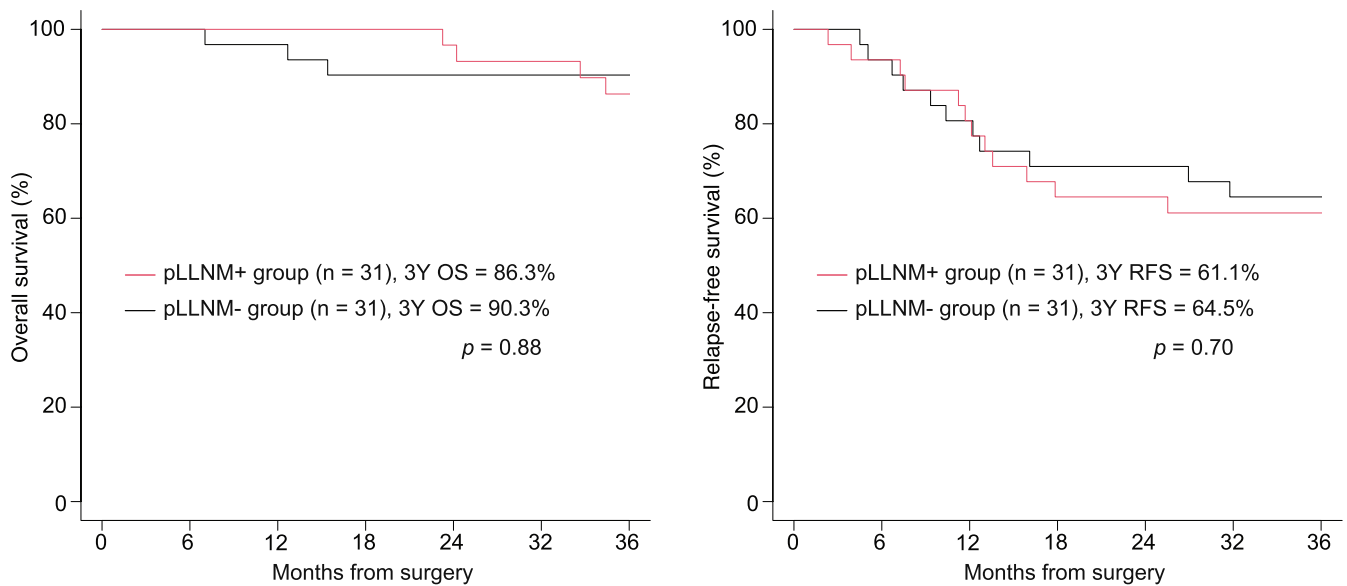 100
80
60
40
20
0
Overall survival (%)
pLLNM+ group (n = 31), 3Y OS = 86.3%
pLLNM- group (n = 31), 3Y OS = 90.3%
p = 0.88
0 6 12 18 24 32 36
Months from surgery
100
80
60
40
20
0
Relapse-free survival (%)
pLLNM+ group (n = 31), 3Y RFS = 61.1%
pLLNM- group (n = 31), 3Y RFS = 64.5%
p = 0.70
0 6 12 18 24 32 36
Months from surgery